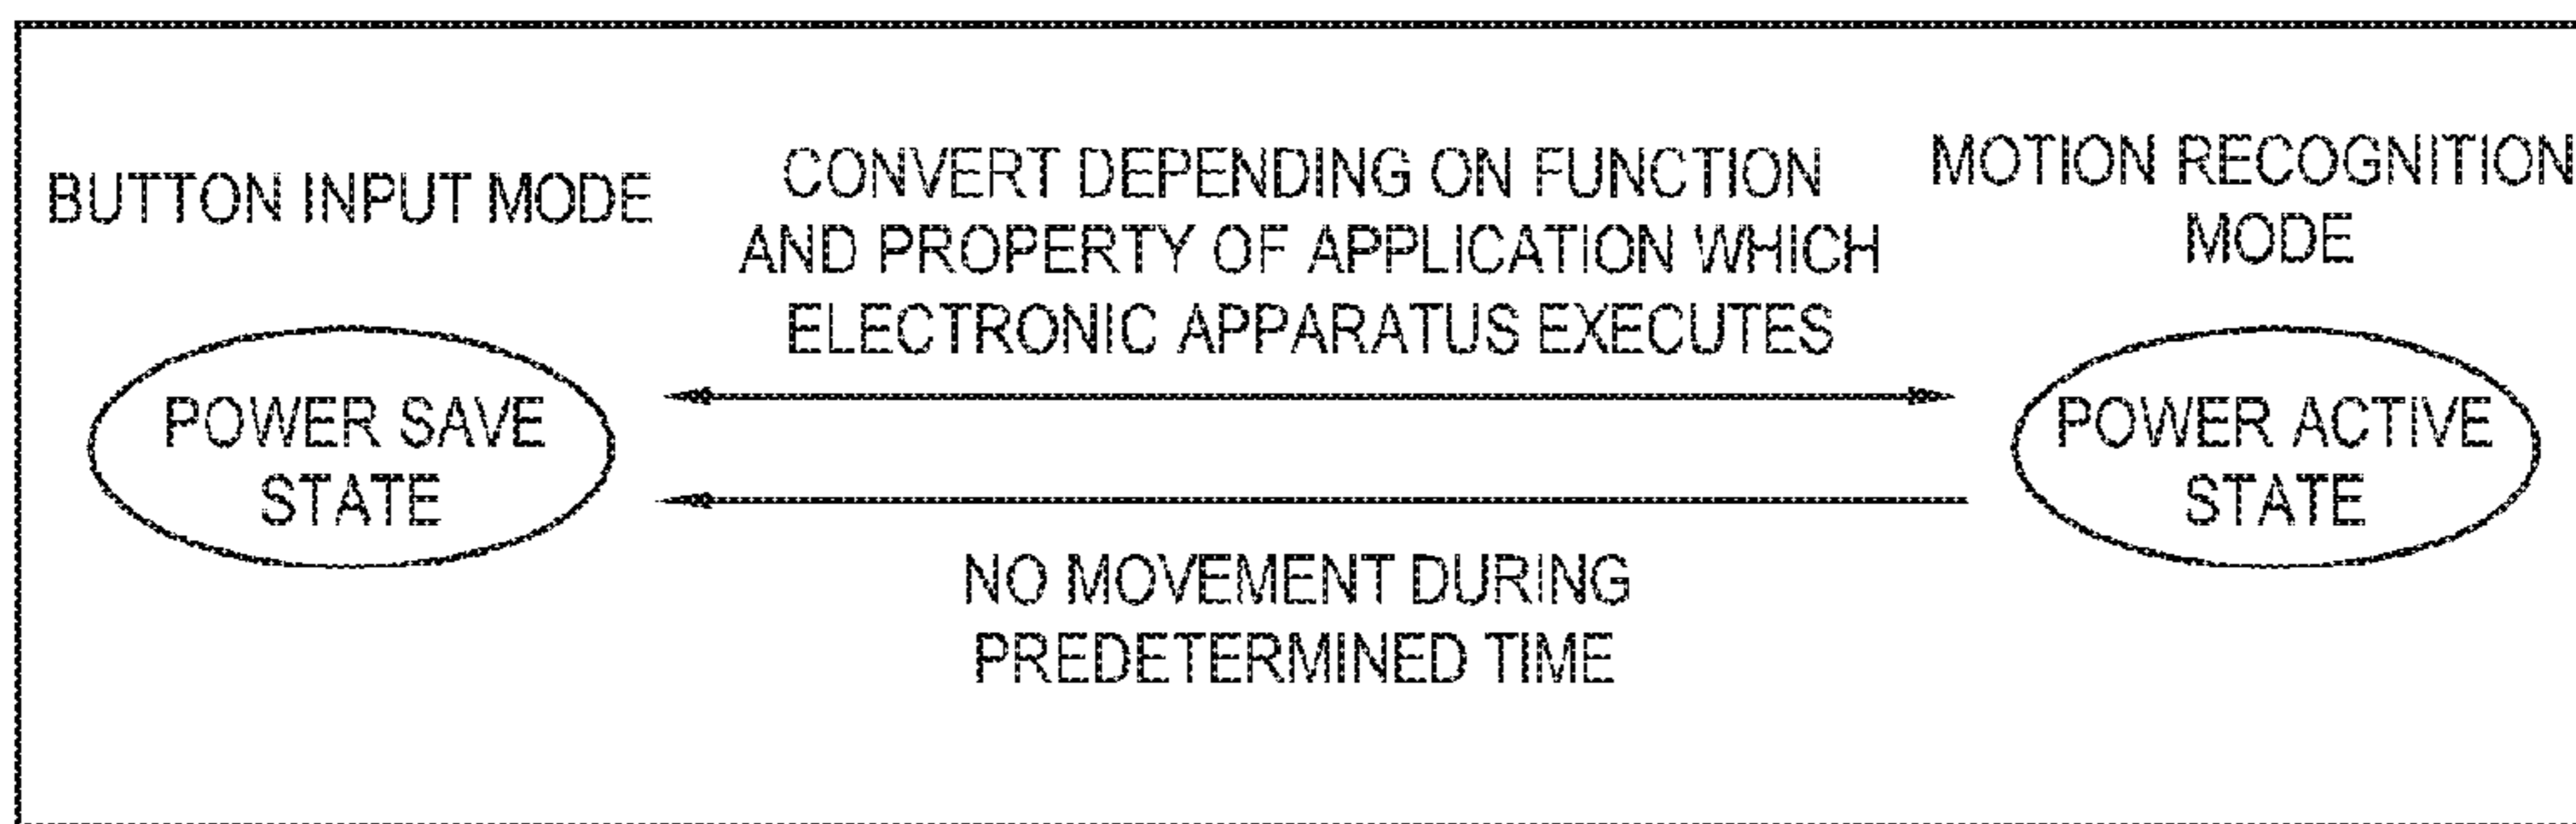 BUTTON INPUT MODE
CONVERT DEPENDING ON FUNCTION
AND PROPERTY OF APPLICATION WHICH
ELECTRONIC APPARATUS EXECUTES
MOTION RECOGNITION
MODE
POWER SAVE
STATE
POWER ACTIVE
STATE
NO MOVEMENT DURING
PREDETERMINED TIME